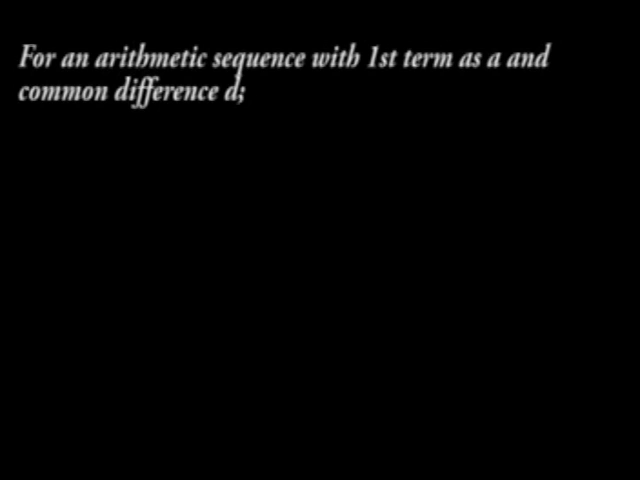 For an arithmetic sequence with 1st term as a and
common difference d;